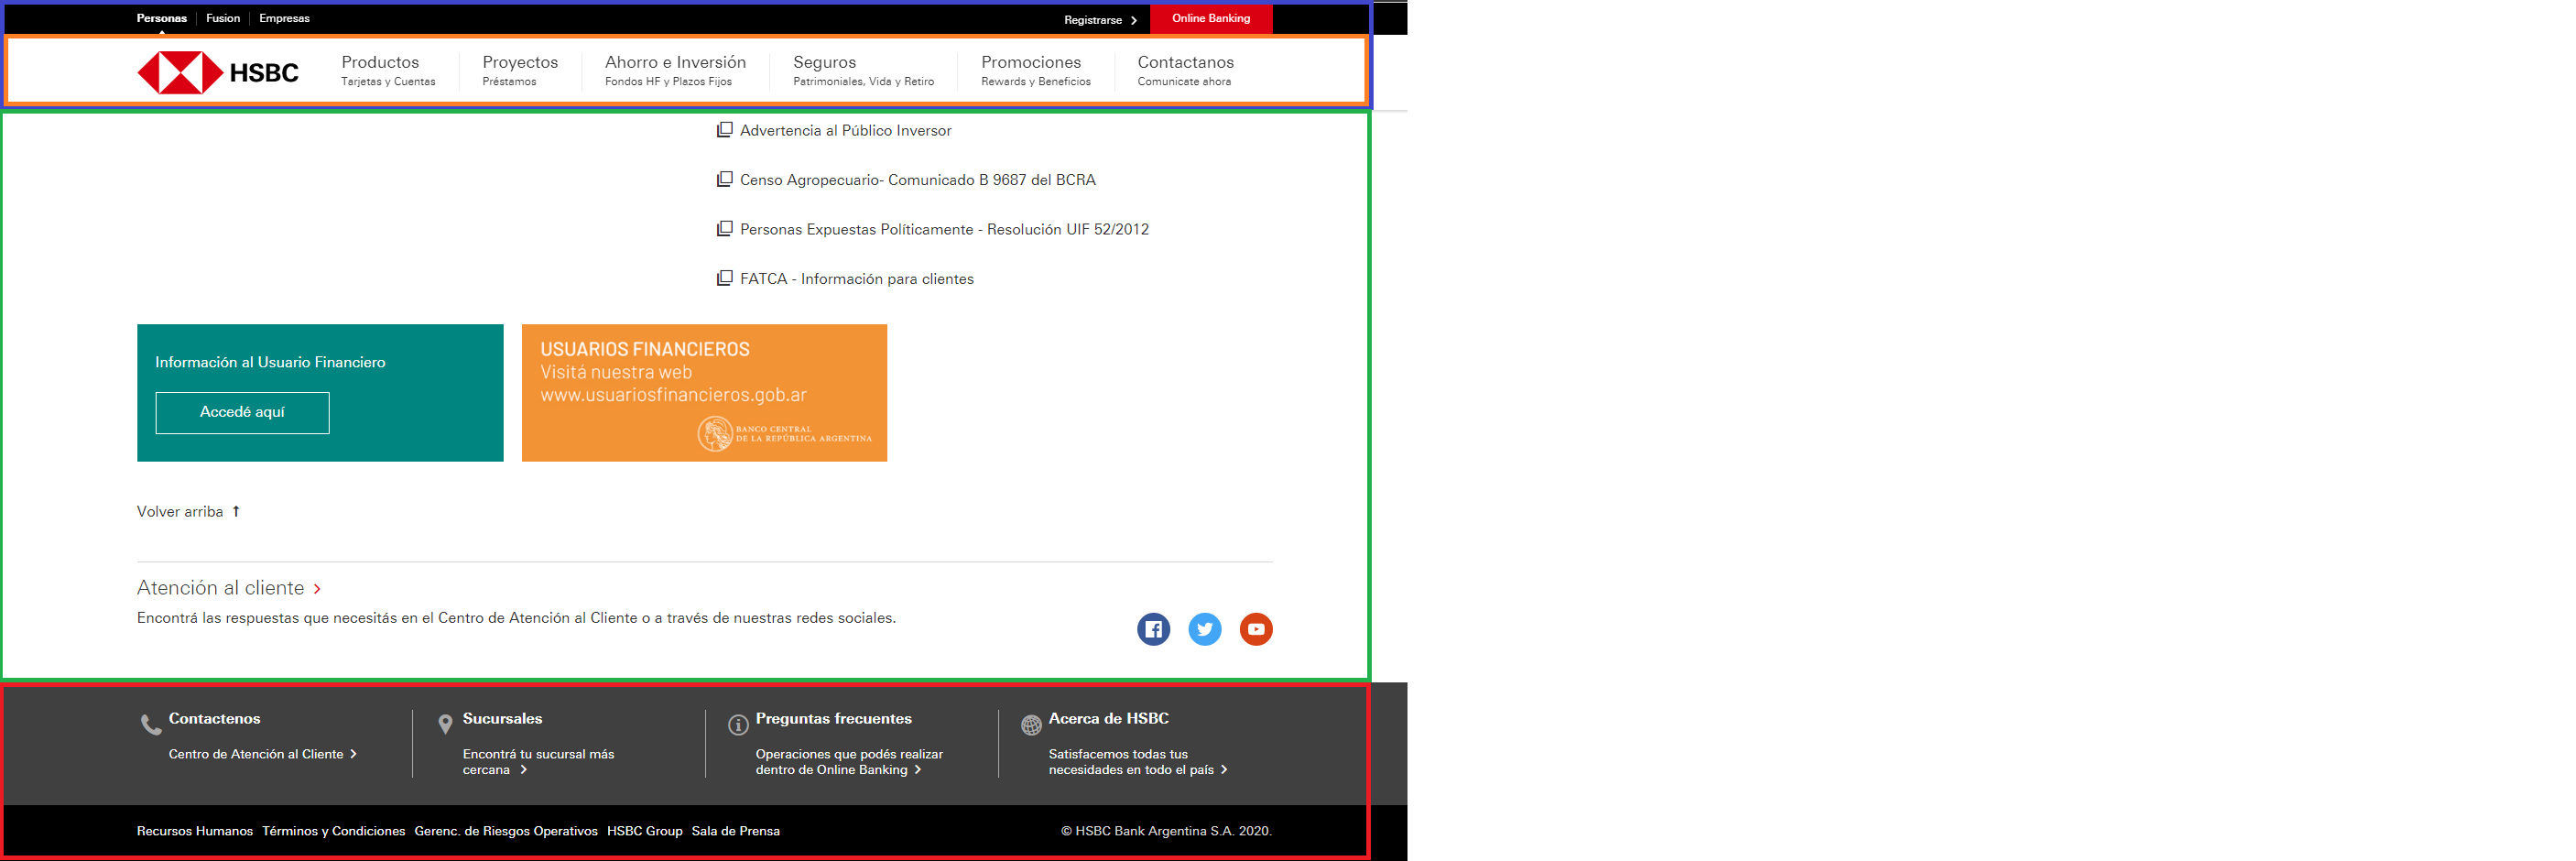 Personas Fusion Empresas Registrarse Online Banking
HSBC
Productos
Tarjetas y Cuentas
Proyectos
Préstamos
Ahorro e Inversión
Fondos HF y Plazos Fijos
Seguros
Patrimoniales, Vida y Retiro
Promociones
Rewards y Beneficios
Contactanos
Comunicate ahora
Advertencia al Público Inversor
Censo Agropecuario- Comunicado B 9687 del BCRA
Personas Expuestas Políticamente - Resolución UIF 52/2012
FATCA - Información para clientes
Información al Usuario Financiero
Accedé aquí
USUARIOS FINANCIEROS
Visitá nuestra web
www.usuariosfinancieros.gob.ar
BANCO CENTRAL
DE LA REPÚBLICA ARGENTINA
Volver arriba
Atención al cliente
Encontrá las respuestas que necesitás en el Centro de Atención al Cliente o a través de nuestras redes sociales.
Contactenos
Centro de Atención al Cliente
Sucursales
Encontrá tu sucursal más
cercana
Preguntas frecuentes
Operaciones que podés realizar
dentro de Online Banking
Acerca de HSBC
Satisfacemos todas tus
necesidades en todo el país
Recursos Humanos Términos y Condiciones Gerenc. de Riesgos Operativos HSBC Group Sala de Prensa
© HSBC Bank Argentina S.A. 2020.